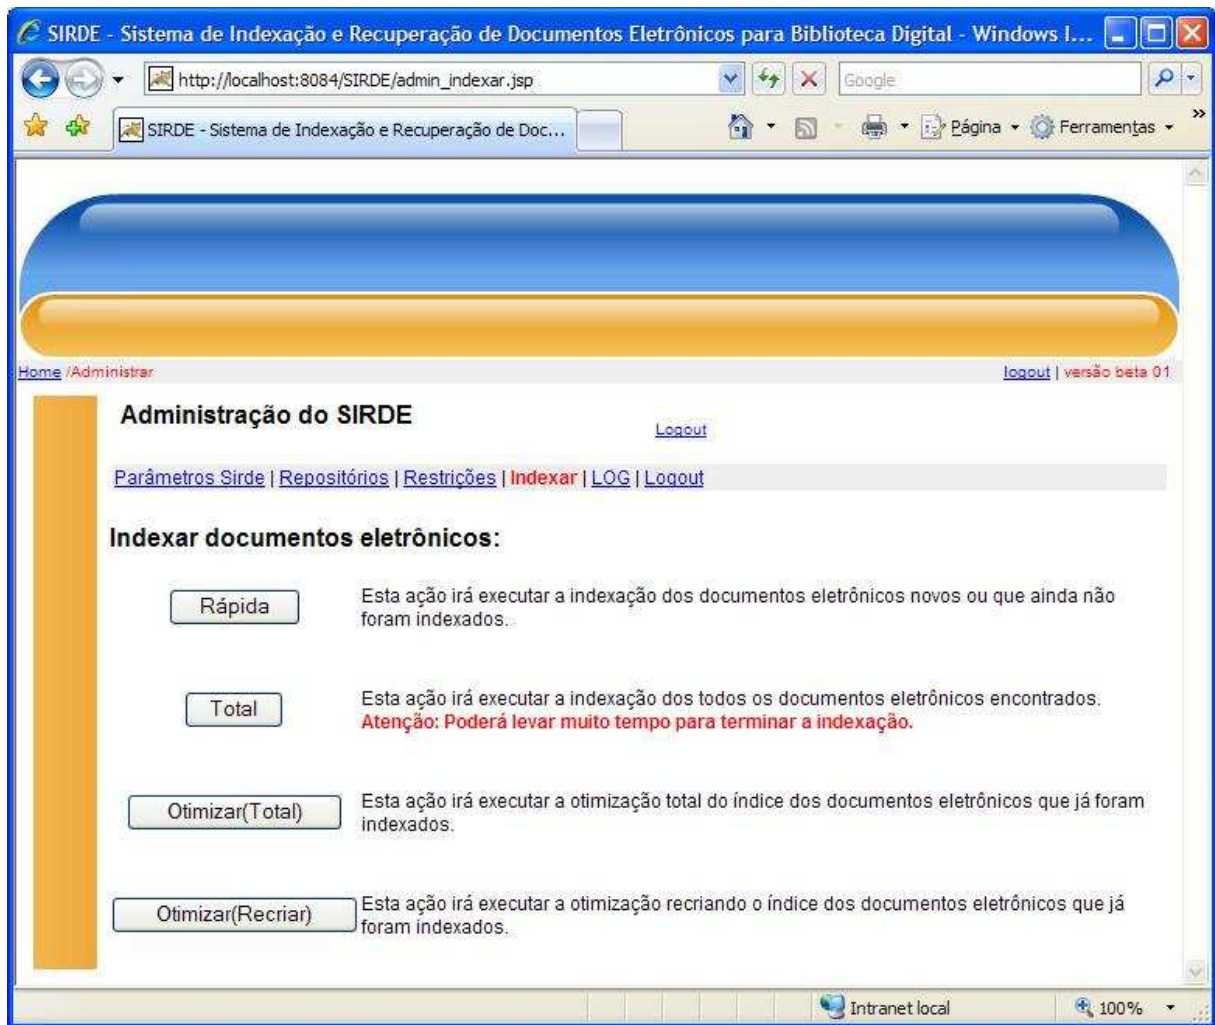 SIRDE - Sistema de Indexação e Recuperação de Documentos Eletrônicos para Biblioteca Digital - Windows I...
http://localhost:8084/SIRDE/admin_indexar.jsp
Google
SIRDE - Sistema de Indexação e Recuperação de Doc...
Página
Ferramentas
»
Home /Administrar
logout | versão beta 01
Administração do SIRDE
Logout
Parâmetros Sirde | Repositórios | Restrições | Indexar | LOG | Logout
Indexar documentos eletrônicos:
Rápida
Esta ação irá executar a indexação dos documentos eletrônicos novos ou que ainda não
foram indexados.
Total
Esta ação irá executar a indexação dos todos os documentos eletrônicos encontrados.
Atenção: Poderá levar muito tempo para terminar a indexação.
Otimizar(Total)
Esta ação irá executar a otimização total do índice dos documentos eletrônicos que já foram
indexados.
Otimizar(Recriar)
Esta ação irá executar a otimização recriando o índice dos documentos eletrônicos que já
foram indexados.
Intranet local
100%